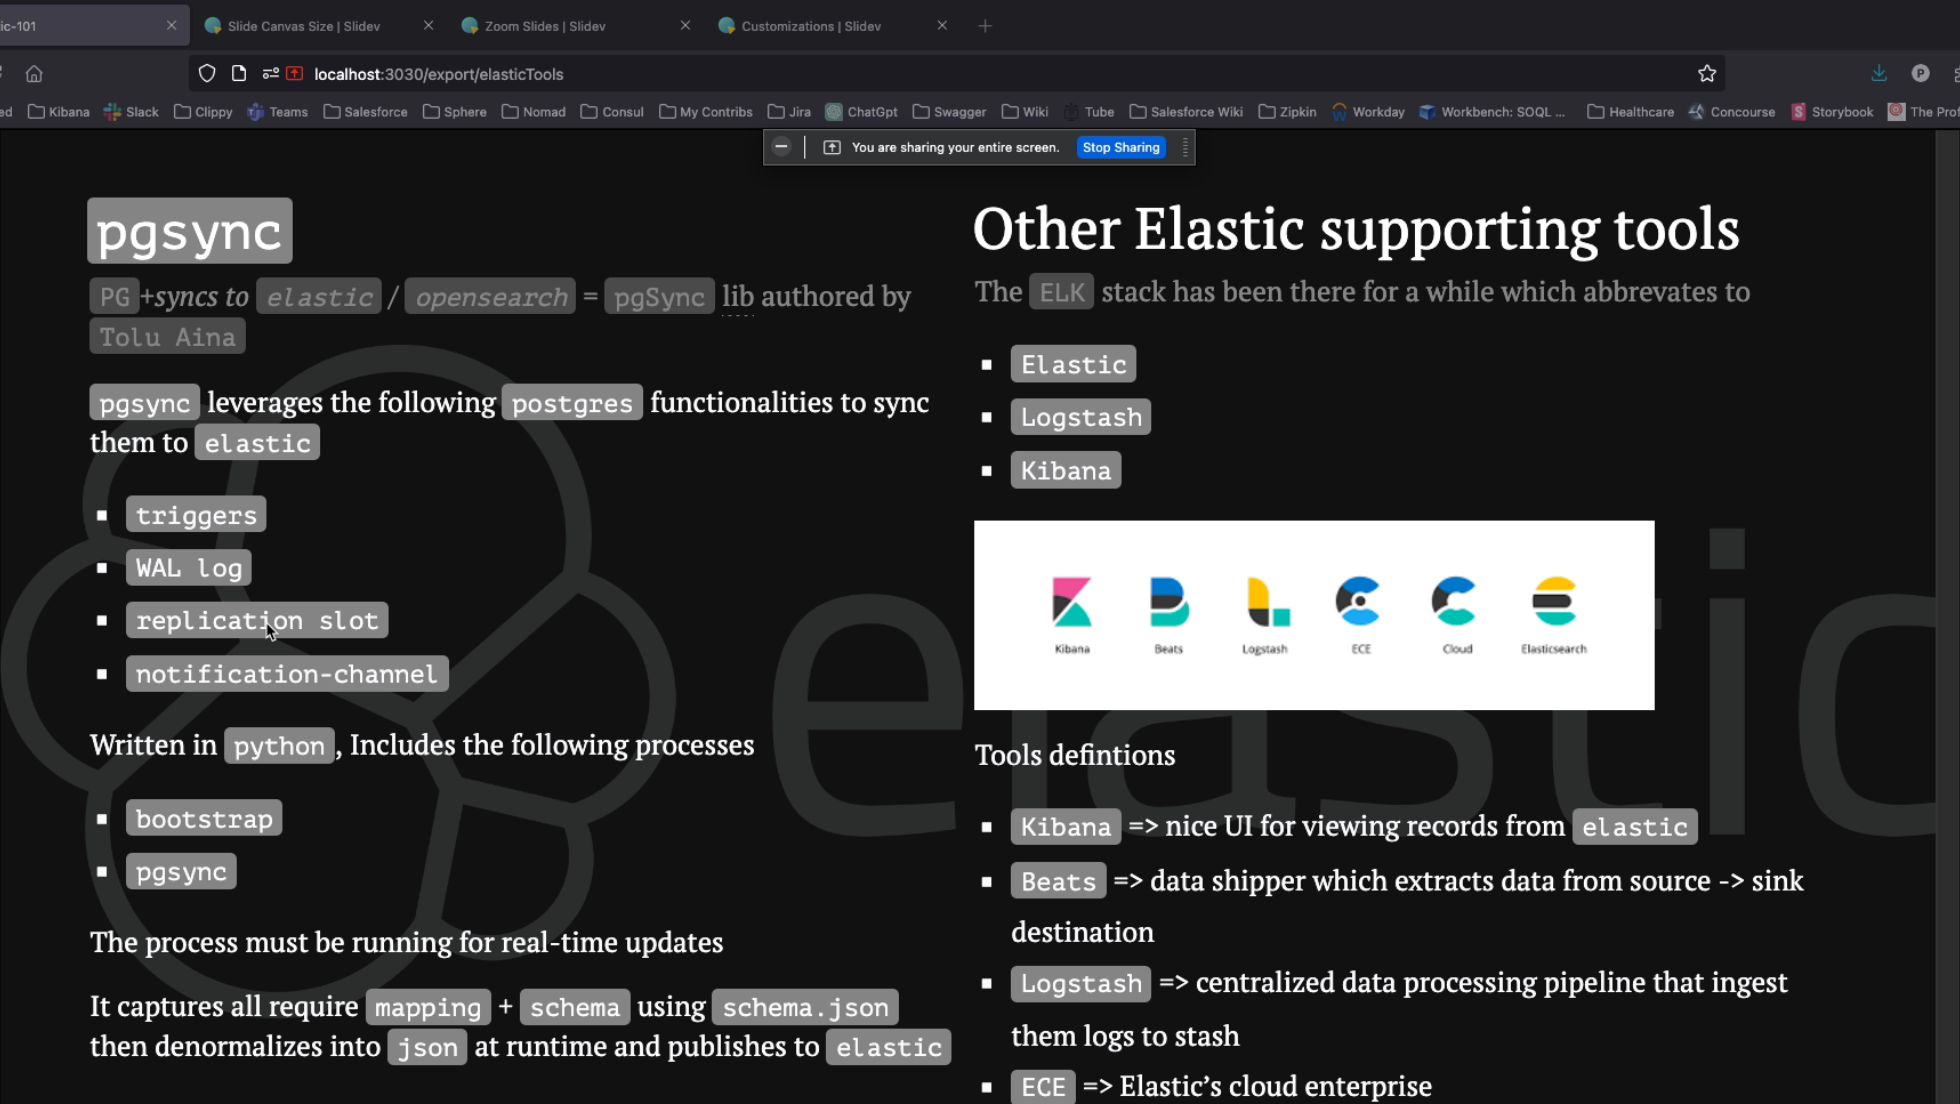 ic-101
Slide Canvas Size | Slidev
Zoom Slides | Slidev
Customizations | Slidev
localhost:3030/export/elasticTools
P
ed
Kibana
Slack
Clippy
Teams
Salesforce
Sphere
Nomad
Consul
My Contribs
Jira
ChatGpt
Swagger
Wiki
Tube
Salesforce Wiki
Zipkin
Workday
Workbench: SOQL ...
Healthcare
Concourse
Storybook
The Prof
You are sharing your entire screen.
Stop Sharing
pgsync
PG +syncs to elastic / opensearch = pgSync lib authored by
Tolu Aina
pgsync leverages the following postgres functionalities to sync
them to elastic
triggers
WAL log
replication slot
notification-channel
Written in python, Includes the following processes
bootstrap
pgsync
The process must be running for real-time updates
It captures all require mapping + schema using schema.json
then denormalizes into json at runtime and publishes to elastic
Other Elastic supporting tools
The ELK stack has been there for a while which abbrevates to
Elastic
Logstash
Kibana
Kibana
Beats
Logstash
ECE
Cloud
Elasticsearch
Tools defintions
Kibana => nice UI for viewing records from elastic
Beats => data shipper which extracts data from source -> sink
destination
Logstash => centralized data processing pipeline that ingest
them logs to stash
ECE => Elastic’s cloud enterprise
elastic